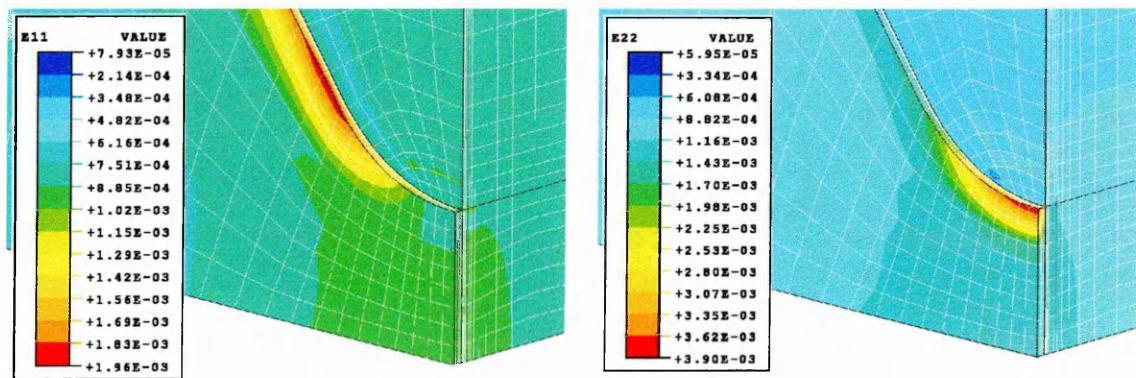 E11 VALUE
+7.93E-05
+2.14E-04
+3.48E-04
+4.82E-04
+6.16E-04
+7.51E-04
+8.85E-04
+1.02E-03
+1.15E-03
+1.29E-03
+1.42E-03
+1.56E-03
+1.69E-03
+1.83E-03
+1.96E-03
E22 VALUE
+5.95E-05
+3.34E-04
+6.08E-04
+8.82E-04
+1.16E-03
+1.43E-03
+1.70E-03
+1.98E-03
+2.25E-03
+2.53E-03
+2.80E-03
+3.07E-03
+3.35E-03
+3.62E-03
+3.90E-03